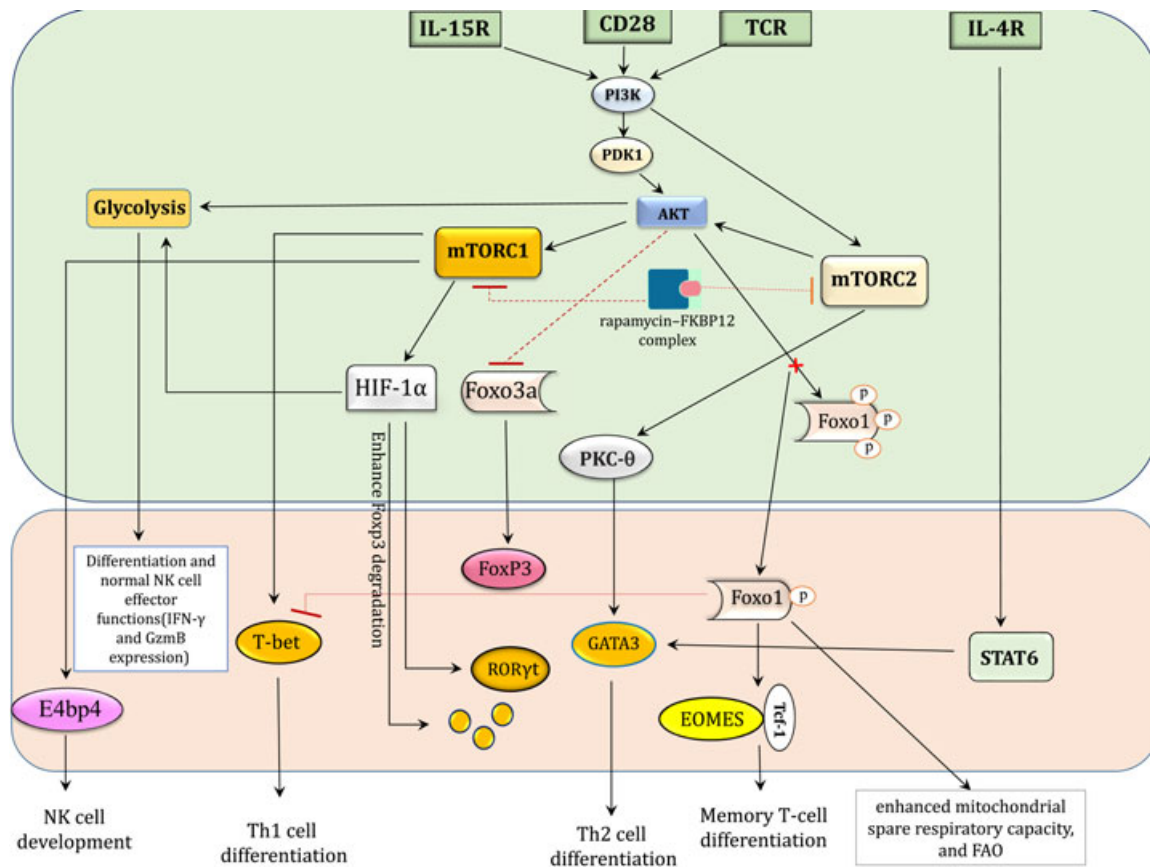 IL-15R
CD28
TCR
IL-4R
PI3K
PDK1
Glycolysis
AKT
mTORC1
mTORC2
rapamycin–FKBP12
complex
HIF-1α
Foxo3a
Foxo1
p
p
p
PKC-θ
Enhance Foxp3 degradation
Differentiation and
normal NK cell
effector
functions(IFN-γ
and GzmB
expression)
FoxP3
Foxo1
p
T-bet
GATA3
STAT6
RORγt
E4bp4
EOMES
Tcf-1
NK cell
development
Th1 cell
differentiation
Th2 cell
differentiation
Memory T-cell
differentiation
enhanced mitochondrial
spare respiratory capacity,
and FAO